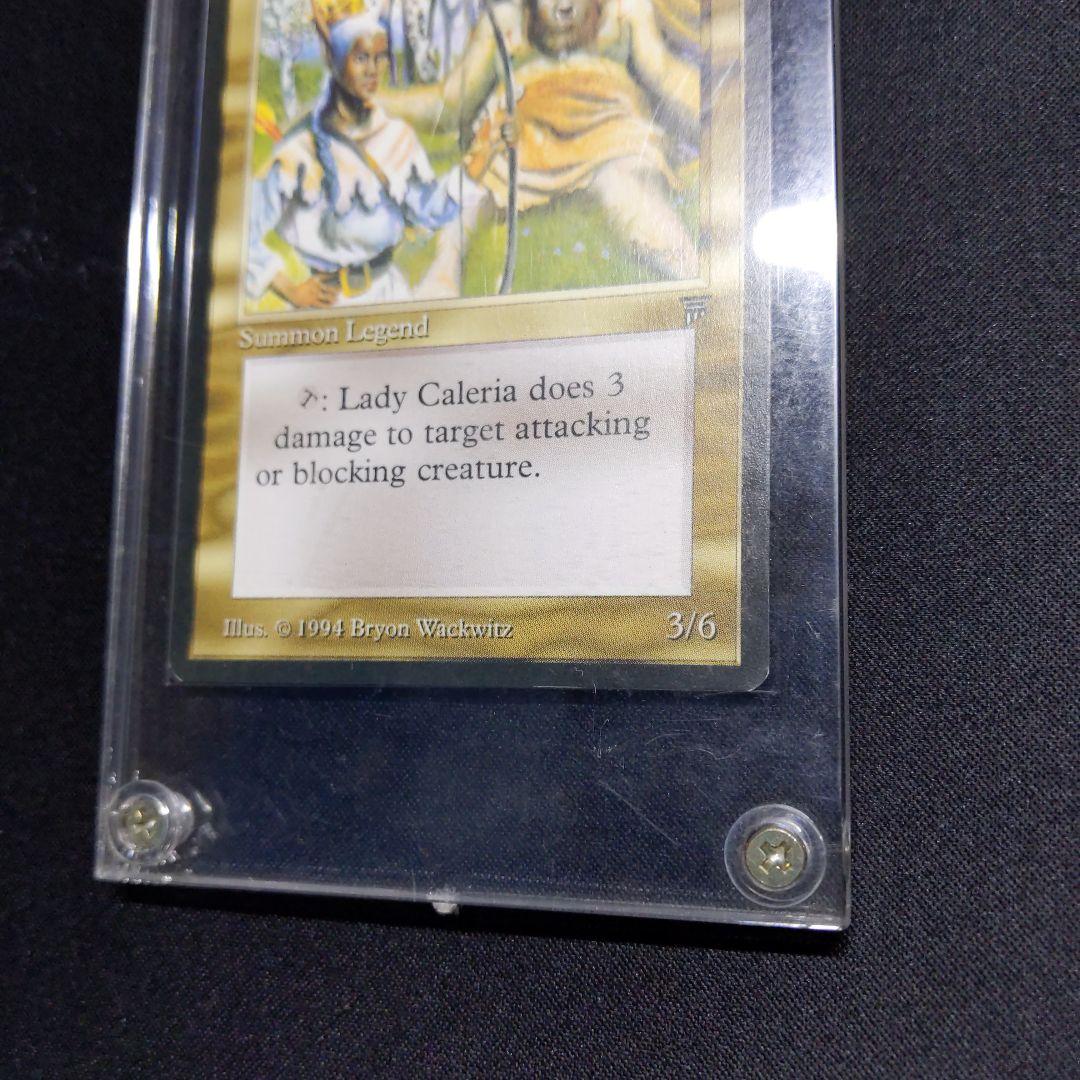 Summon Legend
: Lady Caleria does 3
damage to target attacking
or blocking creature.
Illus. © 1994 Bryon Wackwitz
3/6